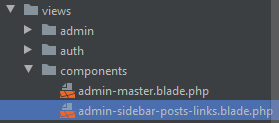 views
admin
auth
components
admin-master.blade.php
admin-sidebar-posts-links.blade.php